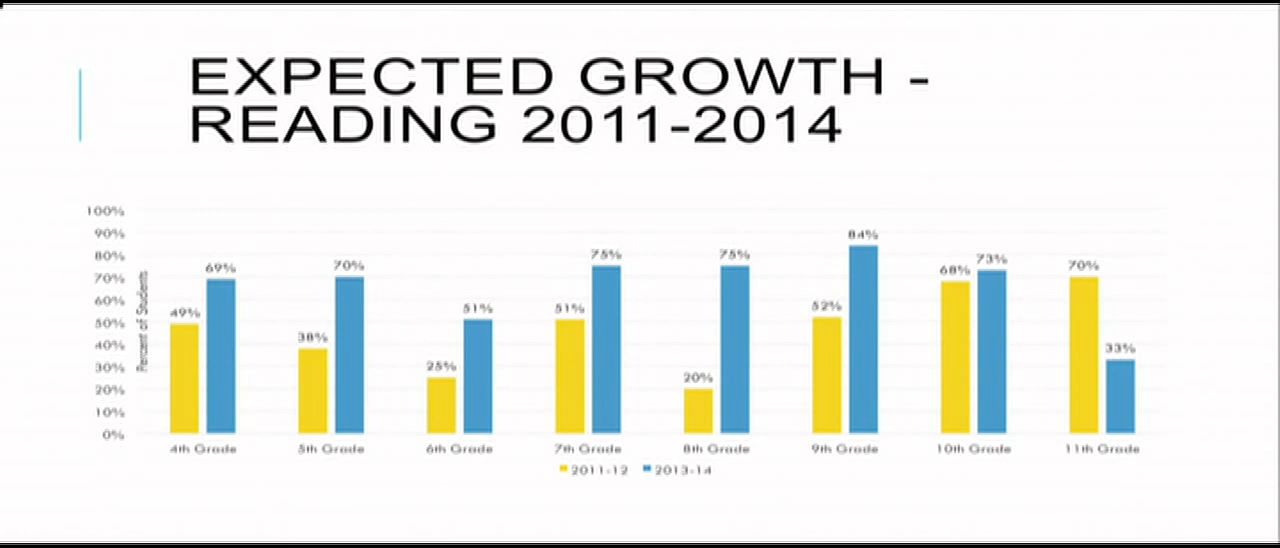 EXPECTED GROWTH -
READING 2011-2014
100%
90%
80%
70%
60%
50%
40%
30%
20%
10%
0%
Percent of Students
49%
69%
38%
70%
25%
51%
51%
75%
20%
75%
52%
84%
68%
73%
70%
33%
4th Grade
5th Grade
6th Grade
7th Grade
8th Grade
9th Grade
10th Grade
11th Grade
2011-12
2013-14